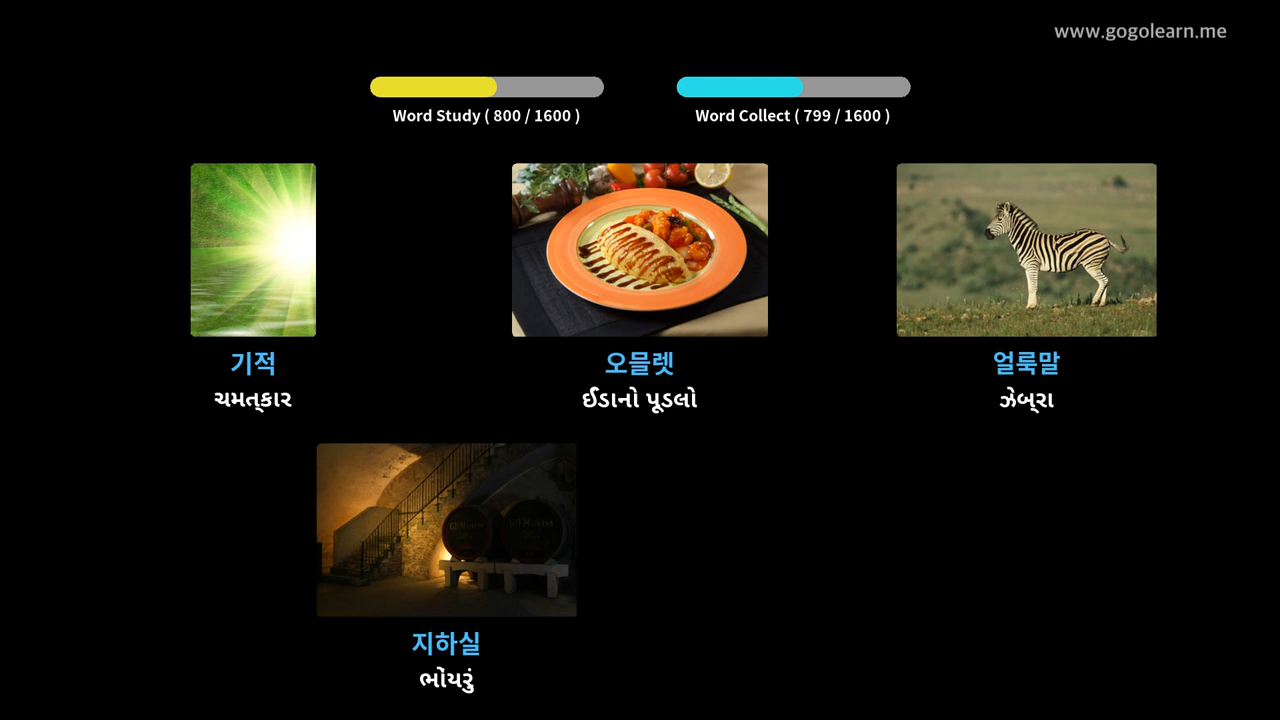 www.gogolearn.me
Word Study ( 800 / 1600 )
Word Collect ( 799 / 1600 )
기적
ચમત્કાર
오믈렛
ઈંડાનો પૂડલો
얼룩말
ઝેબ્રા
지하실
ભોંયરું